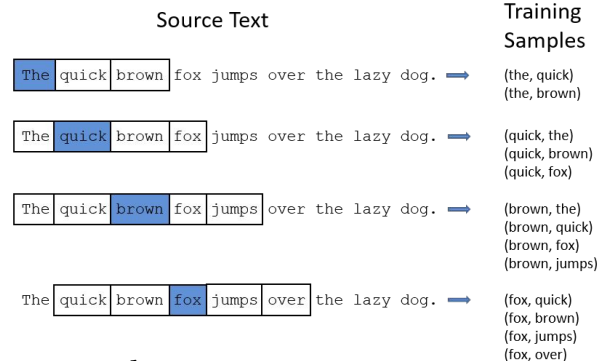 Source Text
Training
Samples
The quick brown fox jumps over the lazy dog.
(the, quick)
(the, brown)
The quick brown fox jumps over the lazy dog.
(quick, the)
(quick, brown)
(quick, fox)
The quick brown fox jumps over the lazy dog.
(brown, the)
(brown, quick)
(brown, fox)
(brown, jumps)
The quick brown fox jumps over the lazy dog.
(fox, quick)
(fox, brown)
(fox, jumps)
(fox, over)